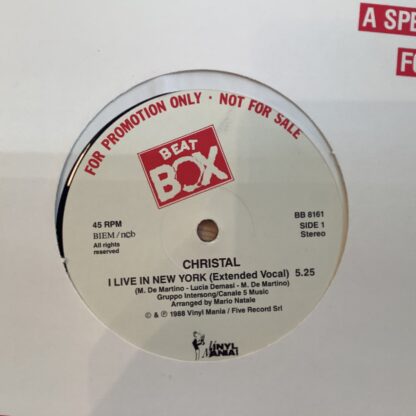 A SPE
FO
FOR PROMOTION ONLY · NOT FOR SALE
BEAT
BOX
45 RPM
BIEM/ncb
All rights
reserved
BB 8161
SIDE 1
Stereo
CHRISTAL
I LIVE IN NEW YORK (Extended Vocal) 5.25
(M. De Martino - Lucia Demasi - M. De Martino)
Gruppo Intersong/Canale 5 Music
Arranged by Mario Natale
© & ℗ 1988 Vinyl Mania / Five Record Srl
VINYL
MANIA!